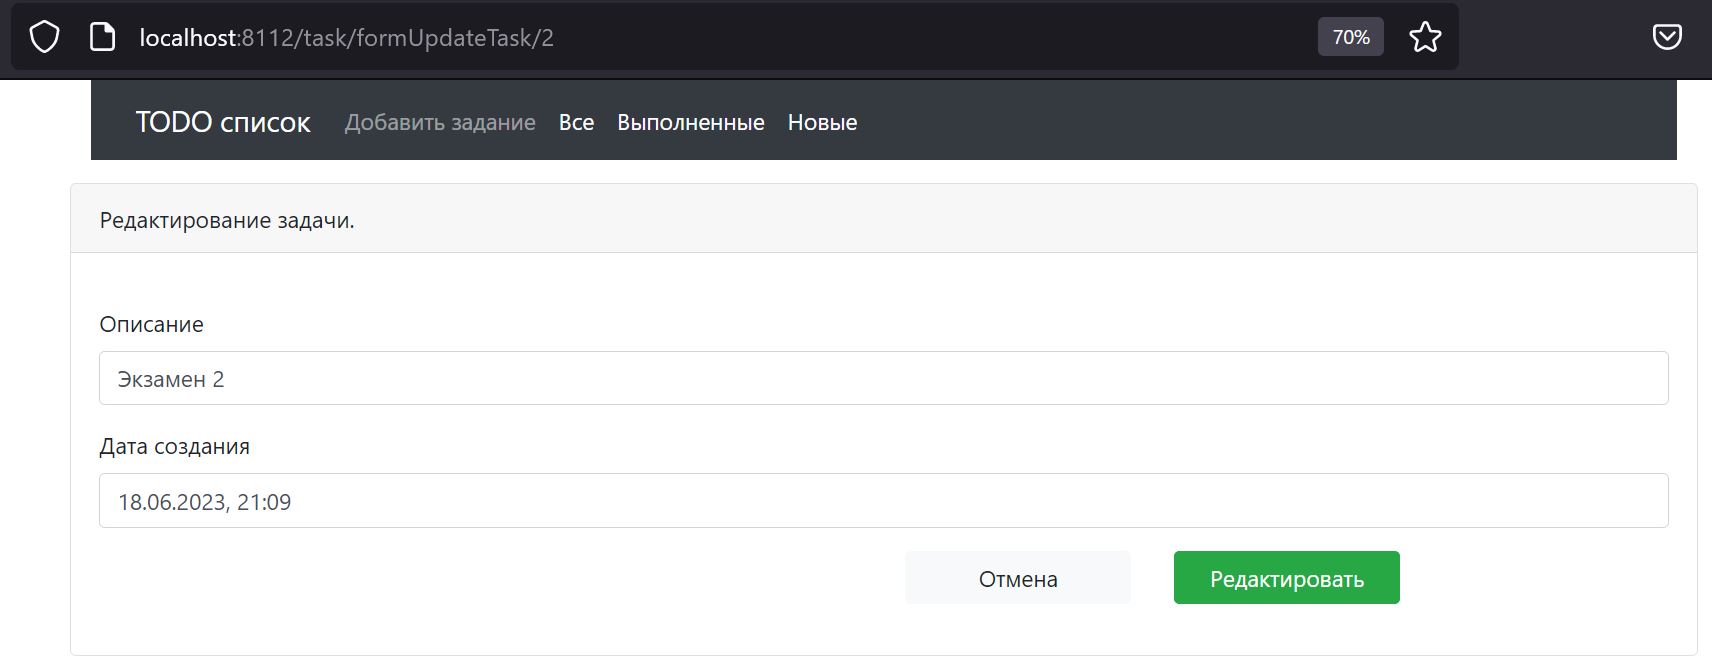 localhost:8112/task/formUpdateTask/2 70%
TODO список Добавить задание Все Выполненные Новые
Редактирование задачи.
Описание
Экзамен 2
Дата создания
18.06.2023, 21:09
Отмена Редактировать